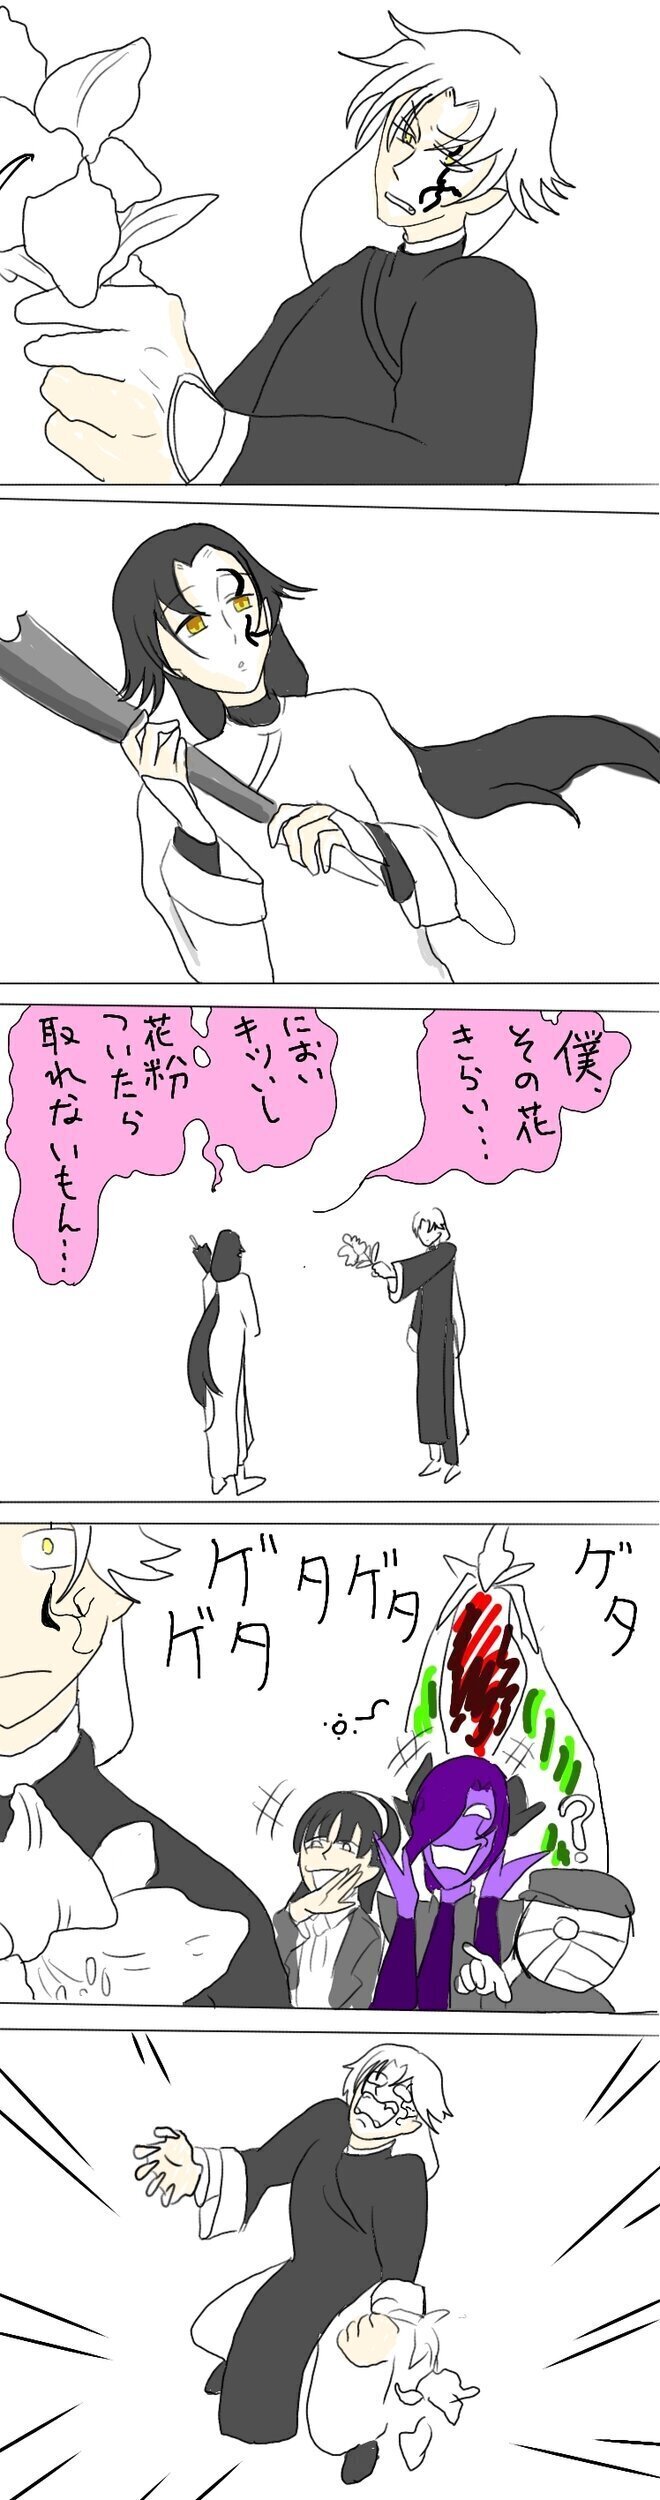 僕、
その花
きらい…
におい
キツいし
花粉
ついたら
取れないもん…
ゲタ
ゲタ
ゲタ
ゲタ
?